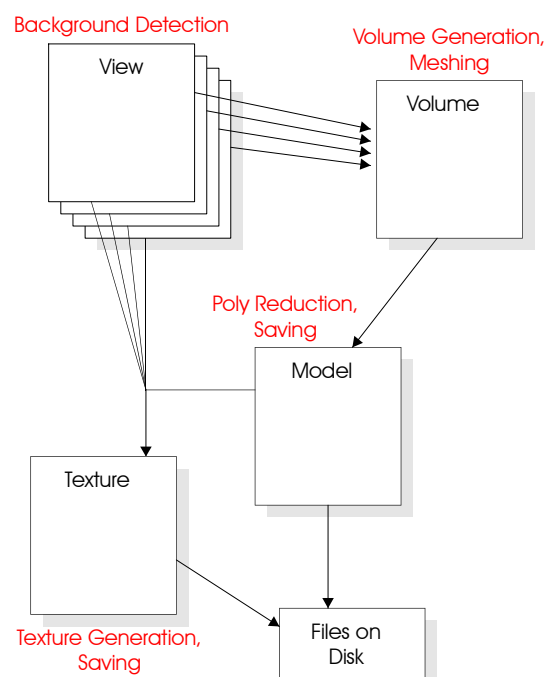 Background Detection
View
Volume Generation,
Meshing
Volume
Poly Reduction,
Saving
Model
Texture
Texture Generation,
Saving
Files on
Disk